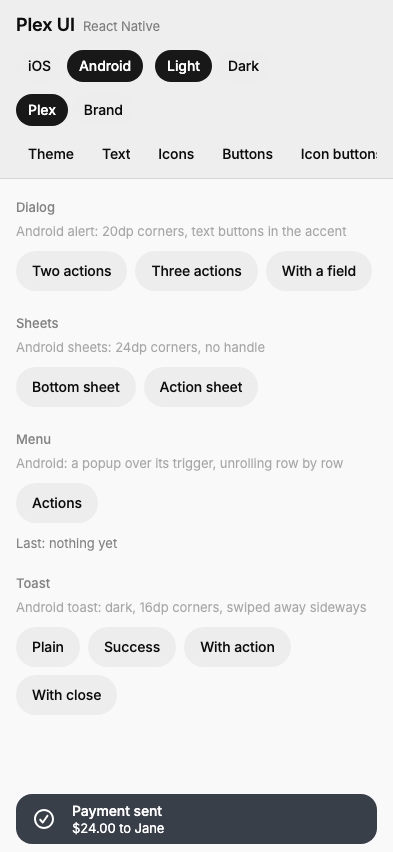 Plex UI React Native
iOS Android Light Dark
Plex Brand
Theme Text Icons Buttons Icon buttons
Dialog
Android alert: 20dp corners, text buttons in the accent
Two actions Three actions With a field
Sheets
Android sheets: 24dp corners, no handle
Bottom sheet Action sheet
Menu
Android: a popup over its trigger, unrolling row by row
Actions
Last: nothing yet
Toast
Android toast: dark, 16dp corners, swiped away sideways
Plain Success With action
With close
Payment sent
$24.00 to Jane